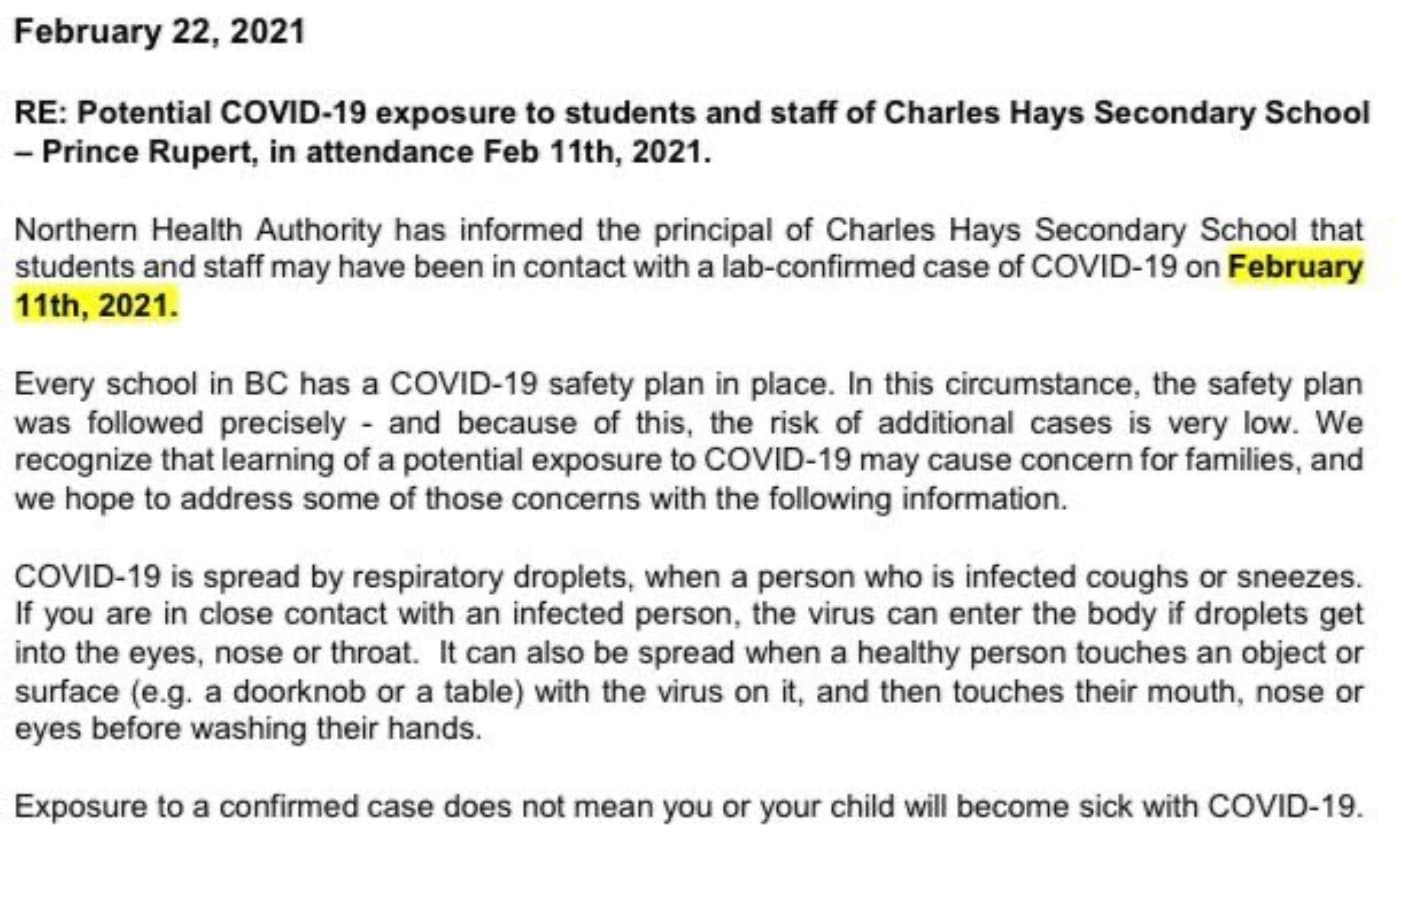 February 22, 2021
RE: Potential COVID-19 exposure to students and staff of Charles Hays Secondary School
– Prince Rupert, in attendance Feb 11th, 2021.
Northern Health Authority has informed the principal of Charles Hays Secondary School that
students and staff may have been in contact with a lab-confirmed case of COVID-19 on February
11th, 2021.
Every school in BC has a COVID-19 safety plan in place. In this circumstance, the safety plan
was followed precisely - and because of this, the risk of additional cases is very low. We
recognize that learning of a potential exposure to COVID-19 may cause concern for families, and
we hope to address some of those concerns with the following information.
COVID-19 is spread by respiratory droplets, when a person who is infected coughs or sneezes.
If you are in close contact with an infected person, the virus can enter the body if droplets get
into the eyes, nose or throat.  It can also be spread when a healthy person touches an object or
surface (e.g. a doorknob or a table) with the virus on it, and then touches their mouth, nose or
eyes before washing their hands.
Exposure to a confirmed case does not mean you or your child will become sick with COVID-19.